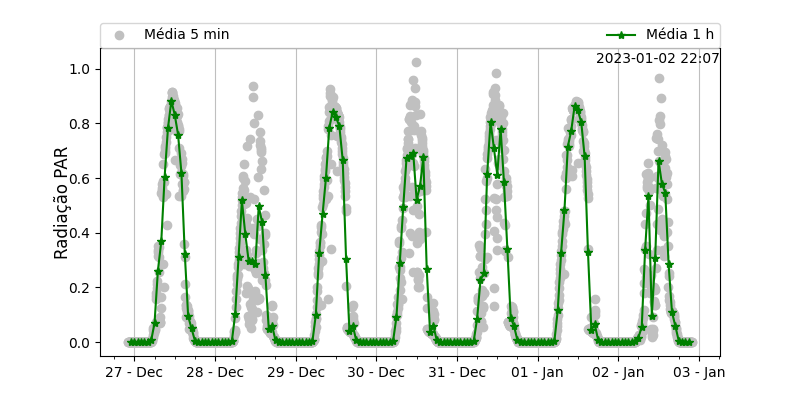 Média 5 min
Média 1 h
2023-01-02 22:07
Radiação PAR
1.0
0.8
0.6
0.4
0.2
0.0
27 - Dec
28 - Dec
29 - Dec
30 - Dec
31 - Dec
01 - Jan
02 - Jan
03 - Jan